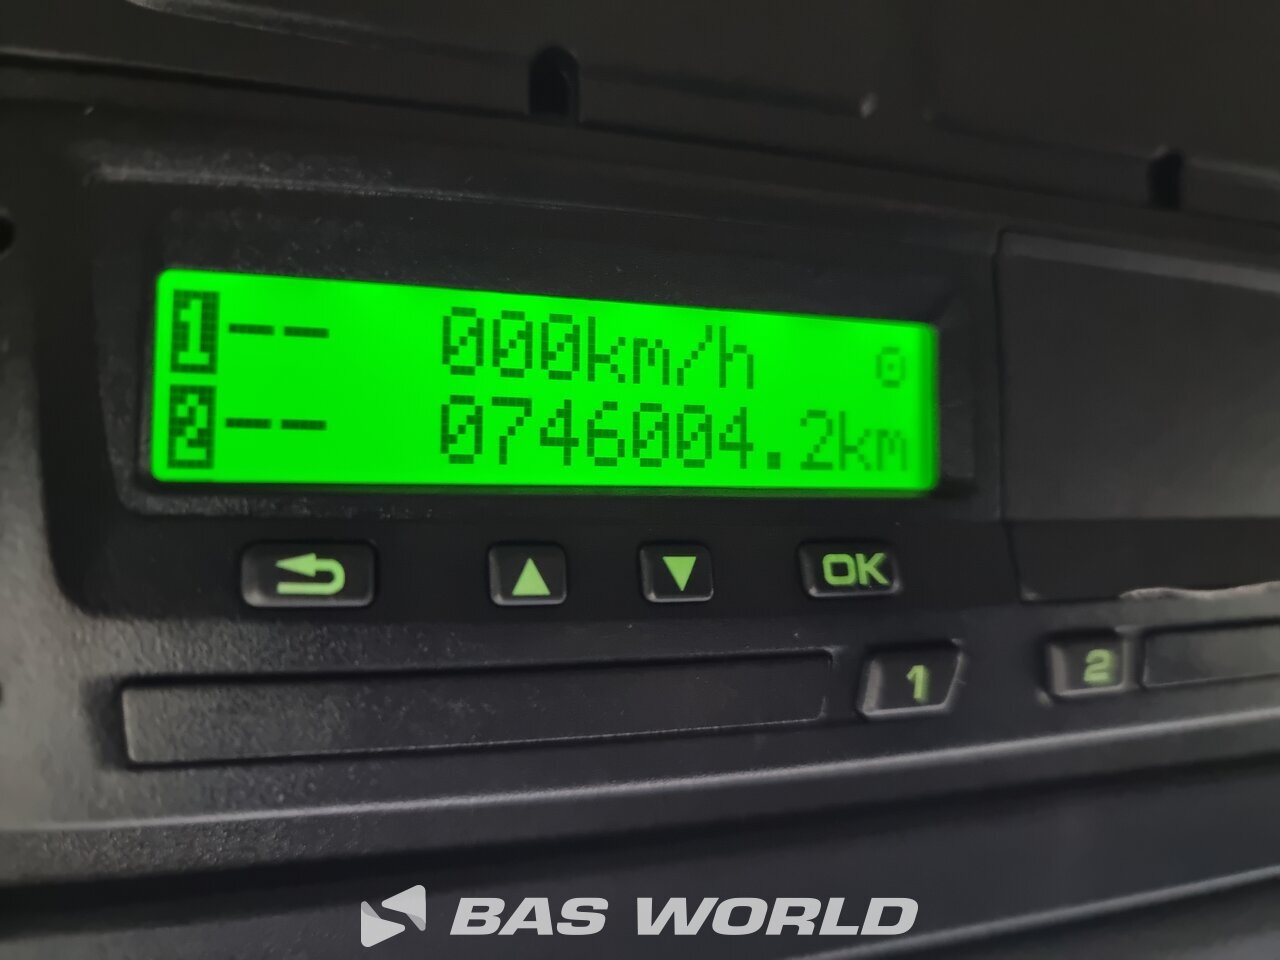 1-- 000km/h o
2-- 0746004.2km
OK
1 2
BAS WORLD